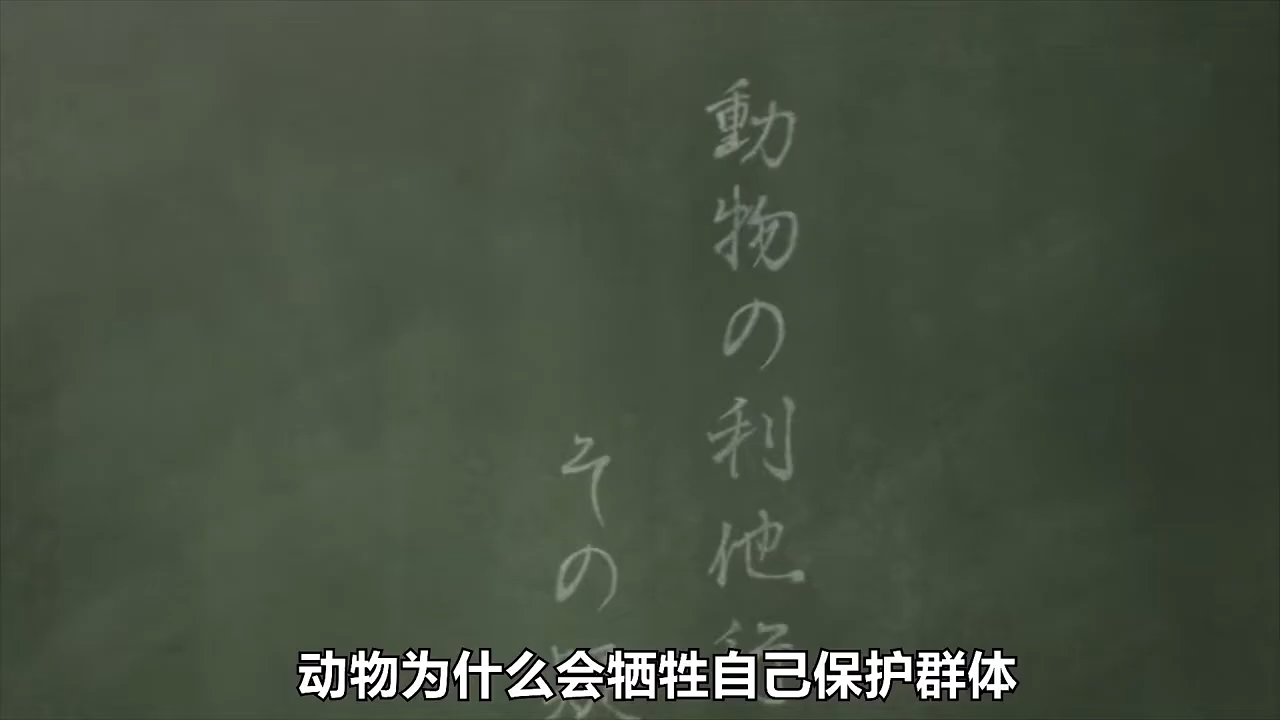 動物の利他
その
动物为什么会牺牲自己保护群体